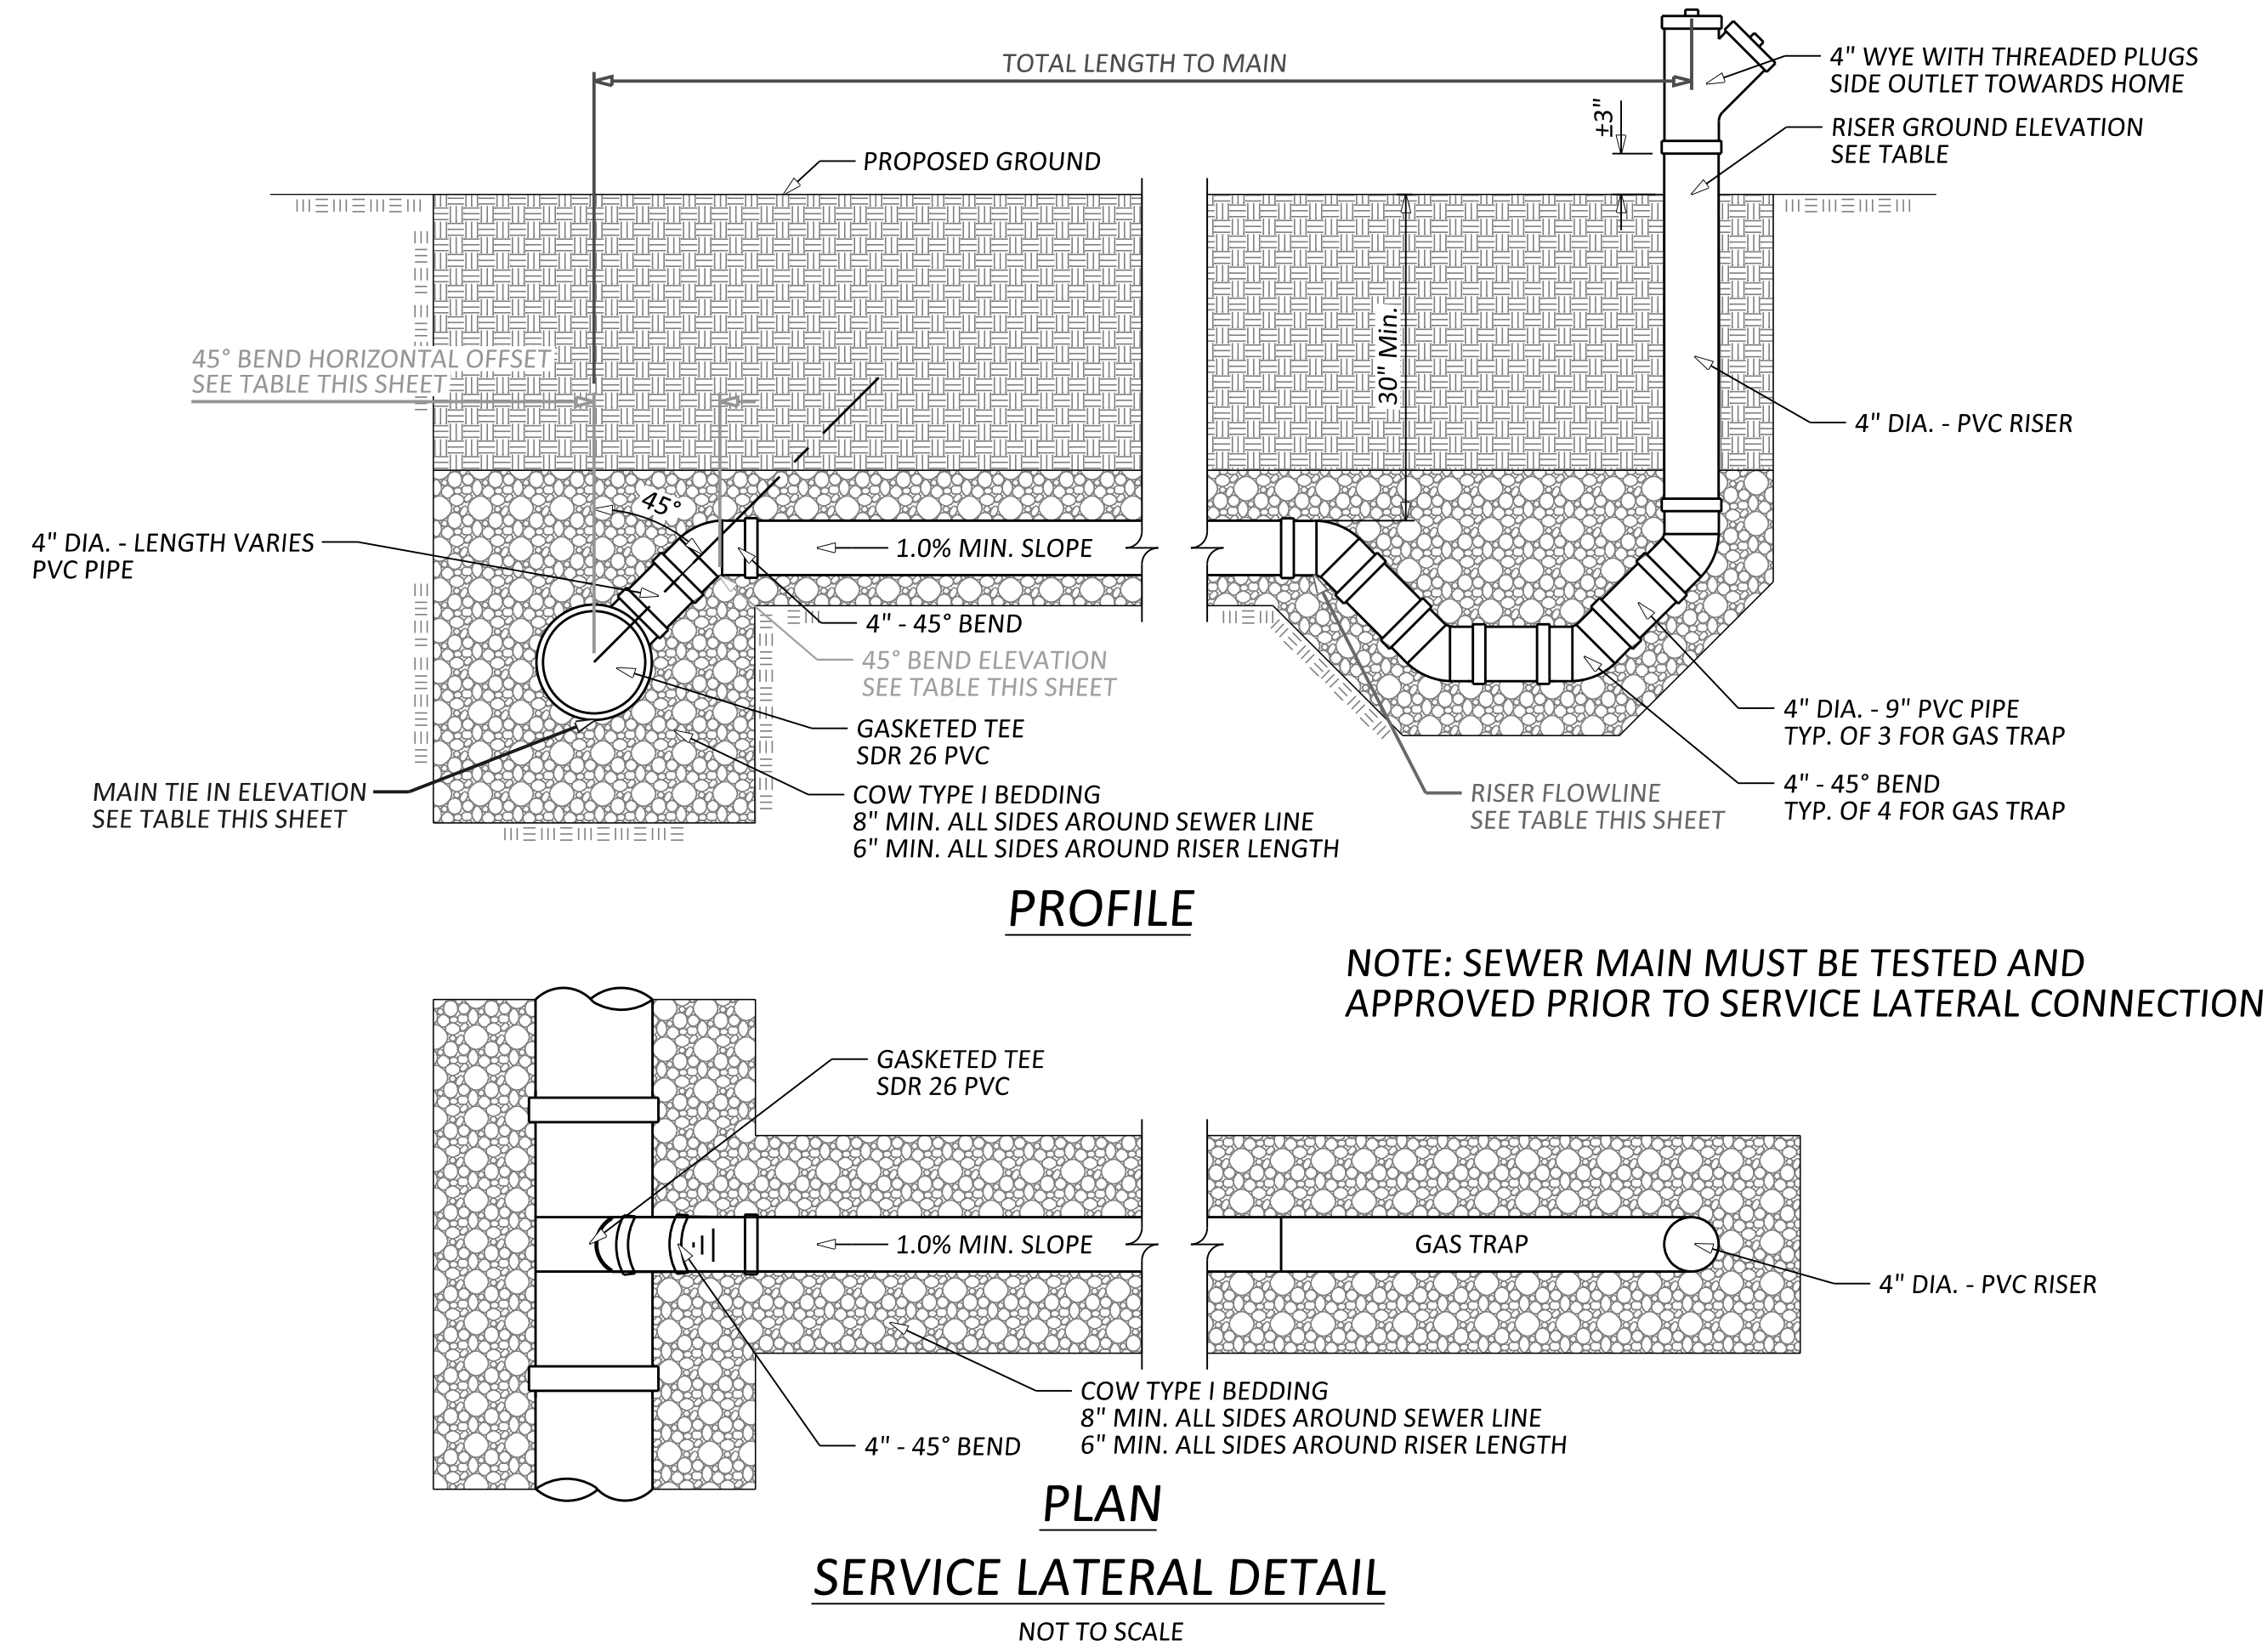 TOTAL LENGTH TO MAIN
4" WYE WITH THREADED PLUGS
SIDE OUTLET TOWARDS HOME
±3"
RISER GROUND ELEVATION
SEE TABLE
PROPOSED GROUND
45° BEND HORIZONTAL OFFSET
SEE TABLE THIS SHEET
30" Min.
4" DIA. - PVC RISER
45°
4" DIA. - LENGTH VARIES
PVC PIPE
1.0% MIN. SLOPE
4" - 45° BEND
45° BEND ELEVATION
SEE TABLE THIS SHEET
GASKETED TEE
SDR 26 PVC
4" DIA. - 9" PVC PIPE
TYP. OF 3 FOR GAS TRAP
MAIN TIE IN ELEVATION
SEE TABLE THIS SHEET
COW TYPE I BEDDING
8" MIN. ALL SIDES AROUND SEWER LINE
6" MIN. ALL SIDES AROUND RISER LENGTH
RISER FLOWLINE
SEE TABLE THIS SHEET
4" - 45° BEND
TYP. OF 4 FOR GAS TRAP
PROFILE
NOTE: SEWER MAIN MUST BE TESTED AND
APPROVED PRIOR TO SERVICE LATERAL CONNECTION
GASKETED TEE
SDR 26 PVC
1.0% MIN. SLOPE
GAS TRAP
4" DIA. - PVC RISER
COW TYPE I BEDDING
8" MIN. ALL SIDES AROUND SEWER LINE
6" MIN. ALL SIDES AROUND RISER LENGTH
4" - 45° BEND
PLAN
SERVICE LATERAL DETAIL
NOT TO SCALE